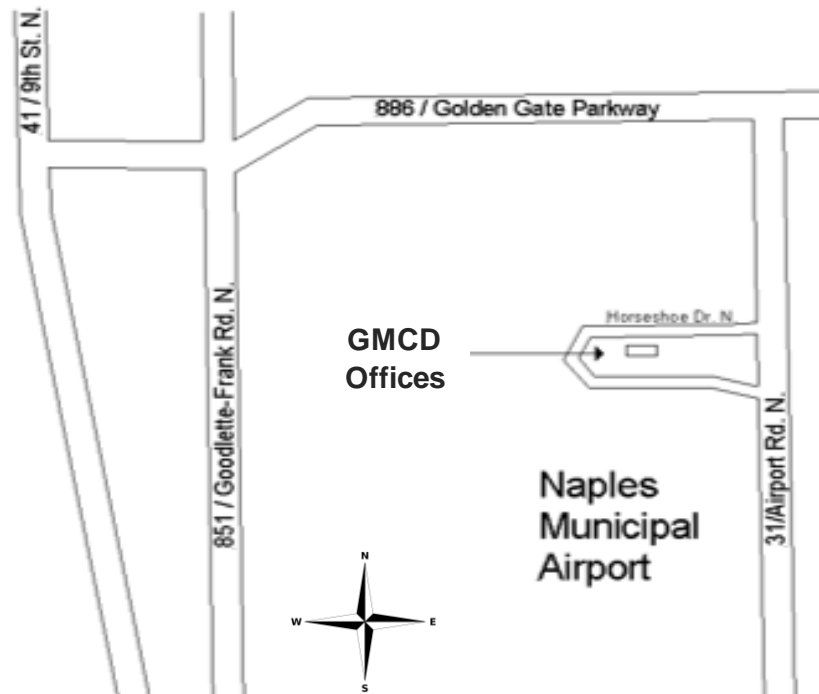 41 / 9th St. N.
886 / Golden Gate Parkway
851 / Goodlette-Frank Rd. N.
Horseshoe Dr. N.
GMCD
Offices
31/Airport Rd. N.
Naples
Municipal
Airport
N
W
E
S